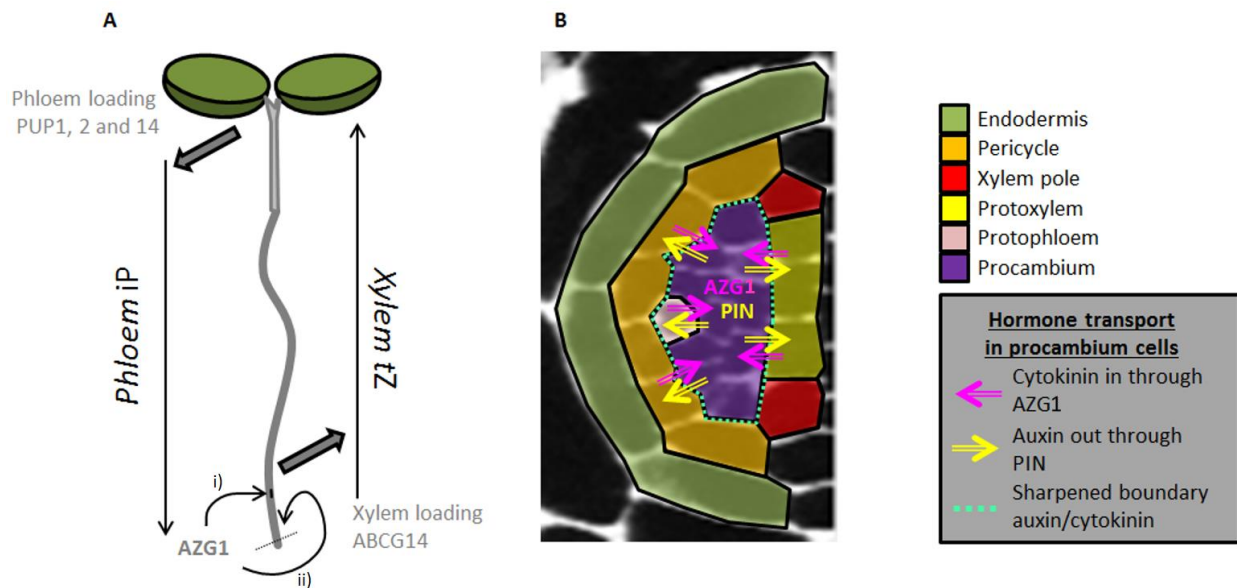 A
Phloem loading
PUP1, 2 and 14
Phloem iP
Xylem tZ
i)
AZG1
Xylem loading
ABCG14
ii)
B
AZG1
PIN
Endodermis
Pericycle
Xylem pole
Protoxylem
Protophloem
Procambium
Hormone transport
in procambium cells
Cytokinin in through
AZG1
Auxin out through
PIN
Sharpened boundary
auxin/cytokinin